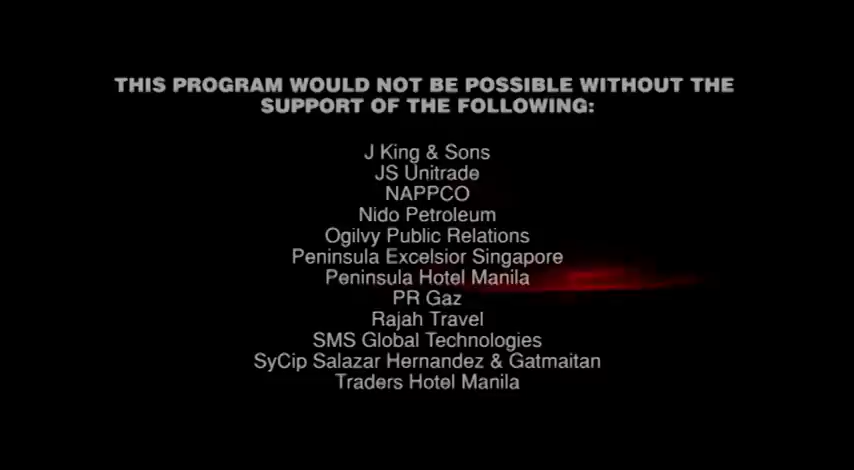 THIS PROGRAM WOULD NOT BE POSSIBLE WITHOUT THE
SUPPORT OF THE FOLLOWING:
J King & Sons
JS Unitrade
NAPPCO
Nido Petroleum
Ogilvy Public Relations
Peninsula Excelsior Singapore
Peninsula Hotel Manila
PR Gaz
Rajah Travel
SMS Global Technologies
SyCip Salazar Hernandez & Gatmaitan
Traders Hotel Manila